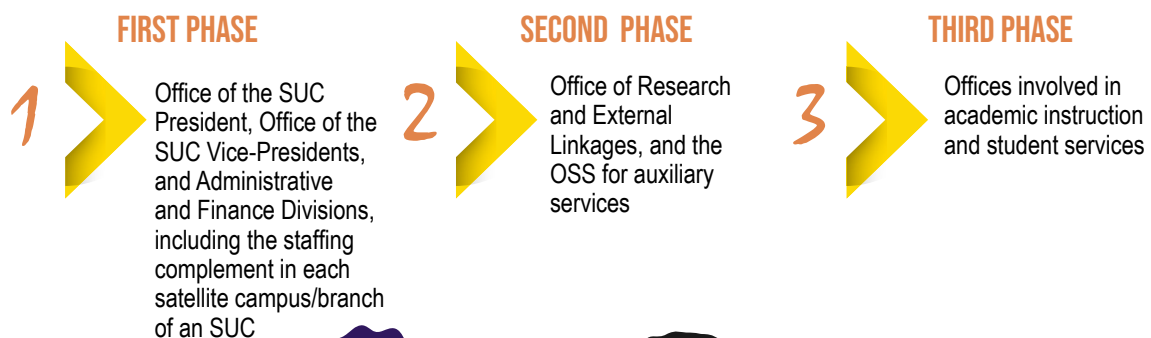 FIRST PHASE
1
Office of the SUC
President, Office of the
SUC Vice-Presidents,
and Administrative
and Finance Divisions,
including the staffing
complement in each
satellite campus/branch
of an SUC
SECOND PHASE
2
Office of Research
and External
Linkages, and the
OSS for auxiliary
services
THIRD PHASE
3
Offices involved in
academic instruction
and student services